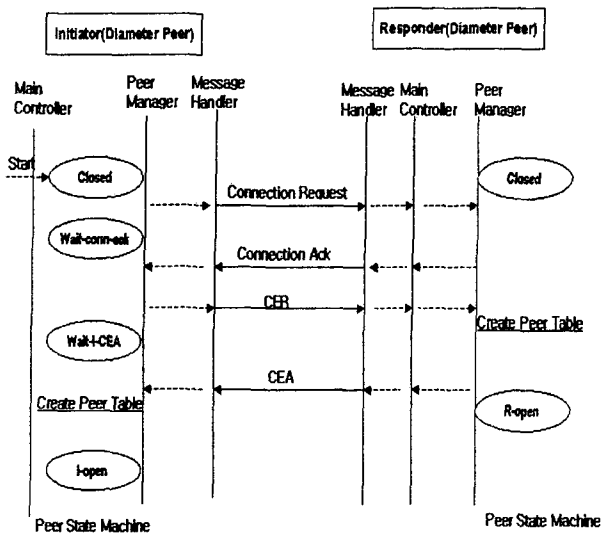 Initiator(Diameter Peer)
Responder(Diameter Peer)
Main
Controller
Peer
Manager
Message
Handler
Message
Handler
Main
Controller
Peer
Manager
Start
Closed
Closed
Connection Request
Wait-conn-ack
Connection Ack
CER
Create Peer Table
Wait-I-CEA
CEA
Create Peer Table
R-open
I-open
Peer State Machine
Peer State Machine